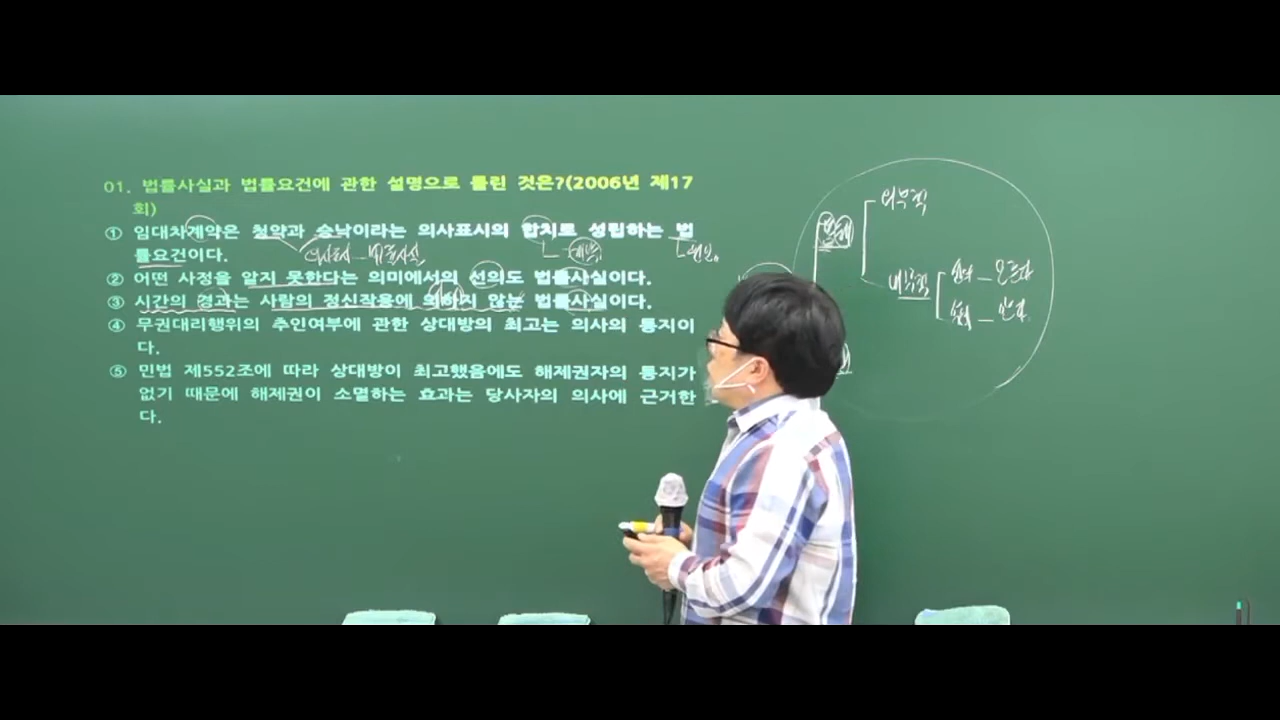 01. 법률사실과 법률요건에 관한 설명으로 틀린 것은?(2006년 제17
회)
① 임대차계약은 청약과 승낙이라는 의사표시의 합치로 성립하는 법
률요건이다.
의사표시 - 법률사실
② 어떤 사정을 알지 못한다는 의미에서의 선의도 법률사실이다.
③ 시간의 경과는 사람의 정신작용에 의하지 않는 법률사실이다.
④ 무권대리행위의 추인여부에 관한 상대방의 최고는 의사의 통지이
다.
⑤ 민법 제552조에 따라 상대방이 최고했음에도 해제권자의 통지가
없기 때문에 해제권이 소멸하는 효과는 당사자의 의사에 근거한
다.
외부적
내부적